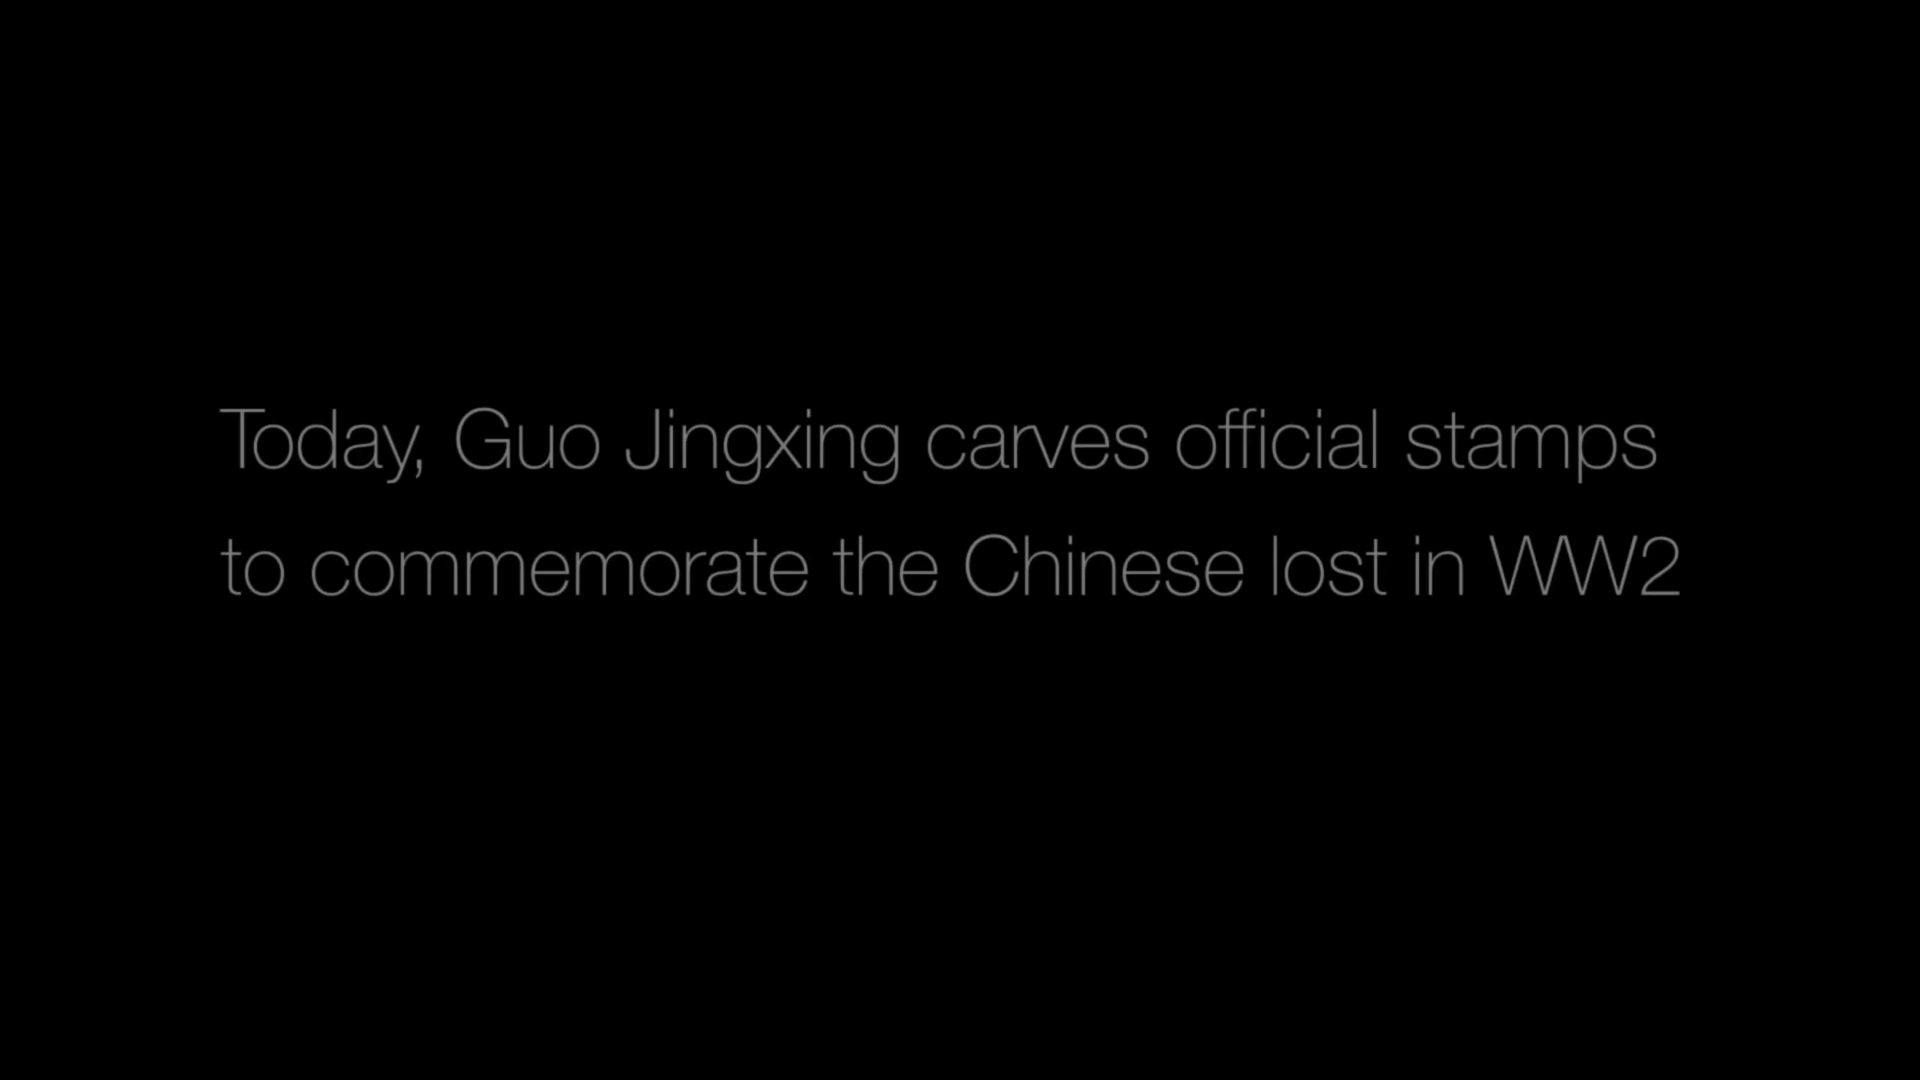 Today, Guo Jingxing carves official stamps
to commemorate the Chinese lost in WW2